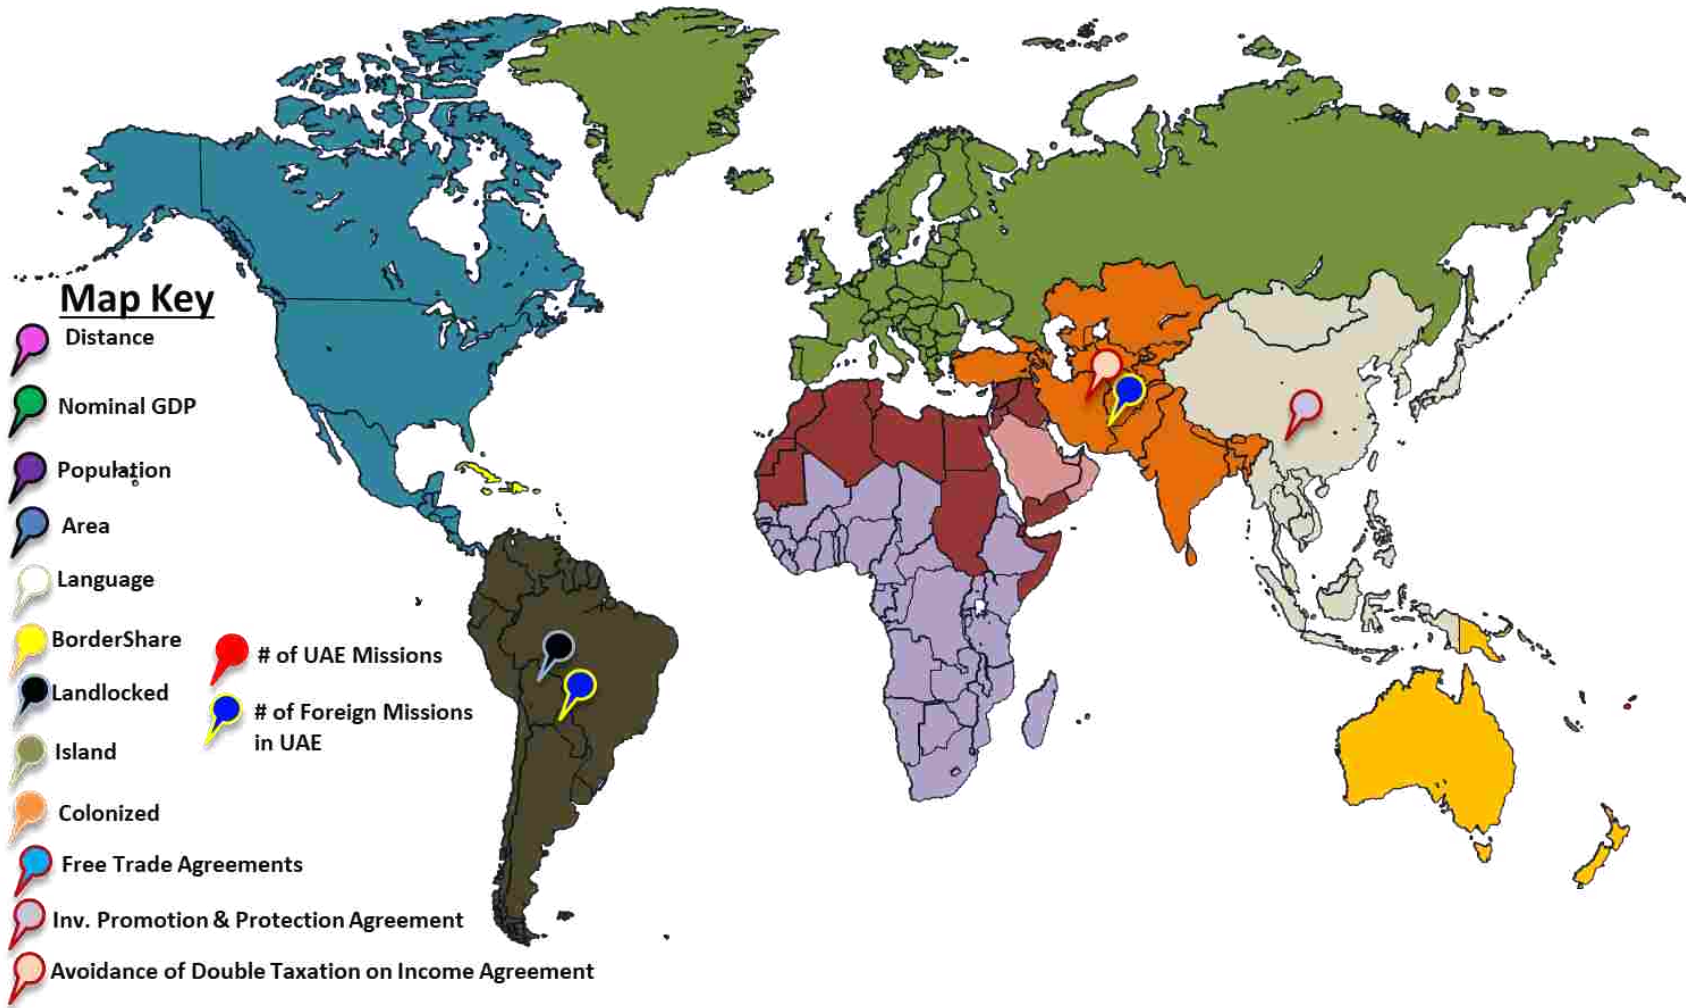 Map Key
Distance
Nominal GDP
Population
Area
Language
BorderShare
Landlocked
Island
Colonized
Free Trade Agreements
Inv. Promotion & Protection Agreement
Avoidance of Double Taxation on Income Agreement
# of UAE Missions
# of Foreign Missions
in UAE